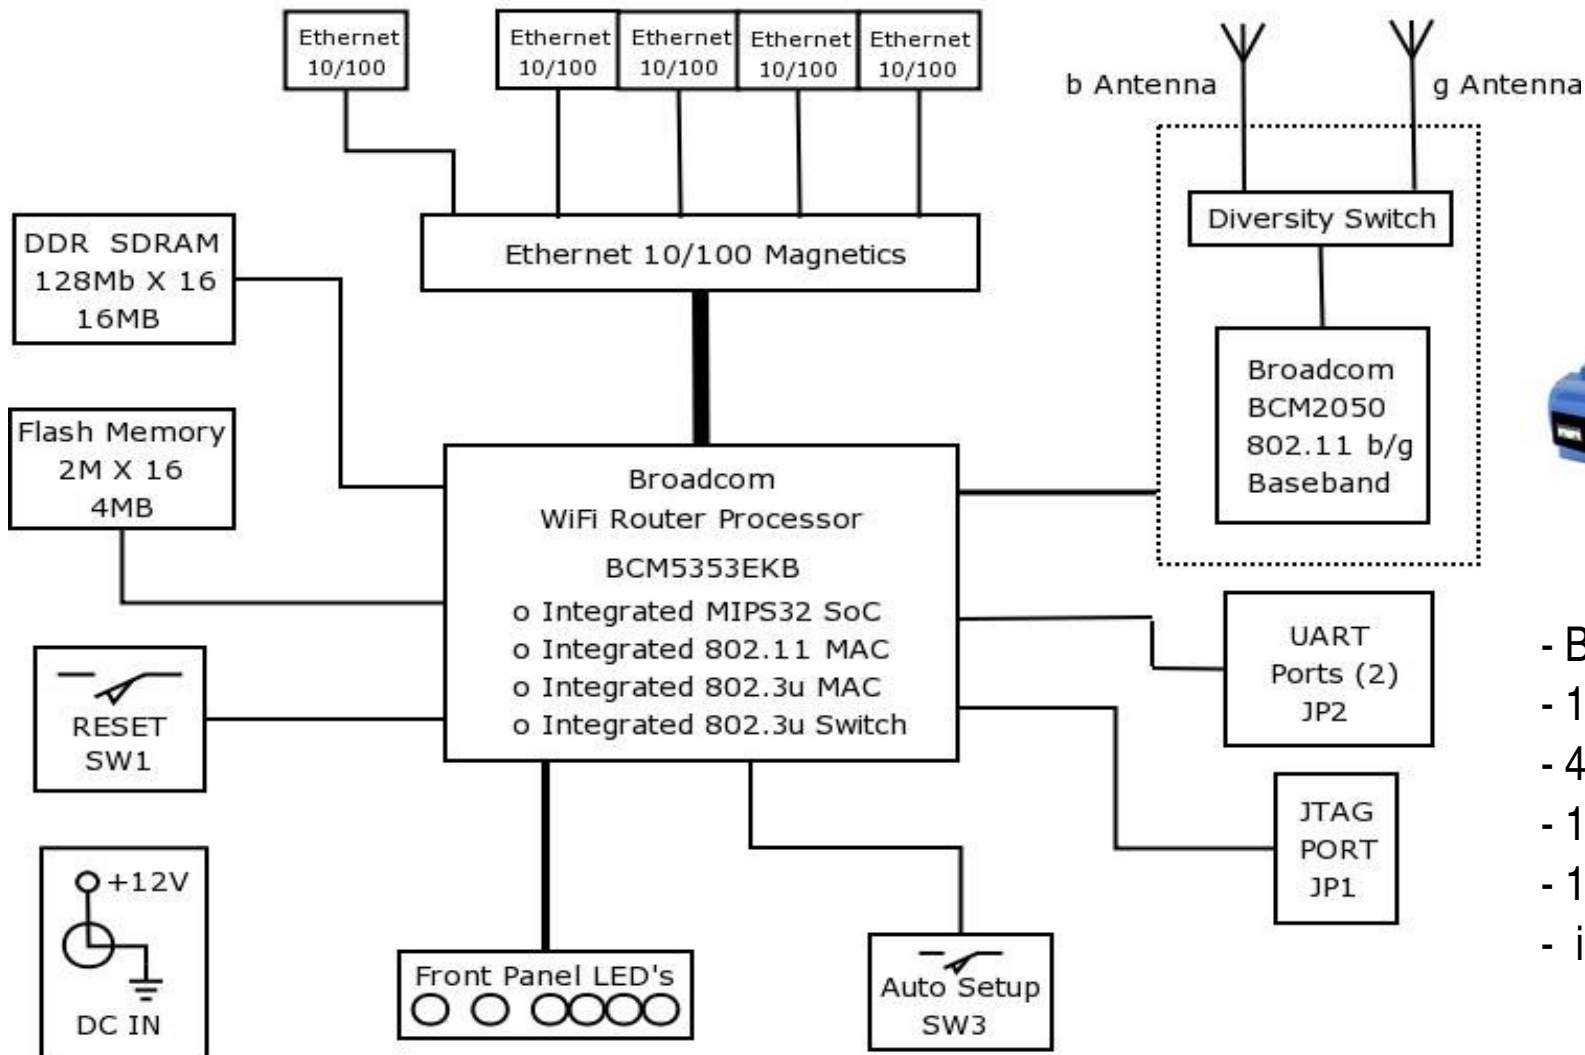 Ethernet
10/100
Ethernet
10/100
Ethernet
10/100
Ethernet
10/100
Ethernet
10/100
b Antenna
g Antenna
DDR SDRAM
128Mb X 16
16MB
Ethernet 10/100 Magnetics
Diversity Switch
Broadcom
BCM2050
802.11 b/g
Baseband
Flash Memory
2M X 16
4MB
Broadcom
WiFi Router Processor
BCM5353EKB
o Integrated MIPS32 SoC
o Integrated 802.11 MAC
o Integrated 802.3u MAC
o Integrated 802.3u Switch
UART
Ports (2)
JP2
RESET
SW1
JTAG
PORT
JP1
+12V
DC IN
Front Panel LED's
Auto Setup
SW3
- B
- 1
- 4
- 1
- 1
- i